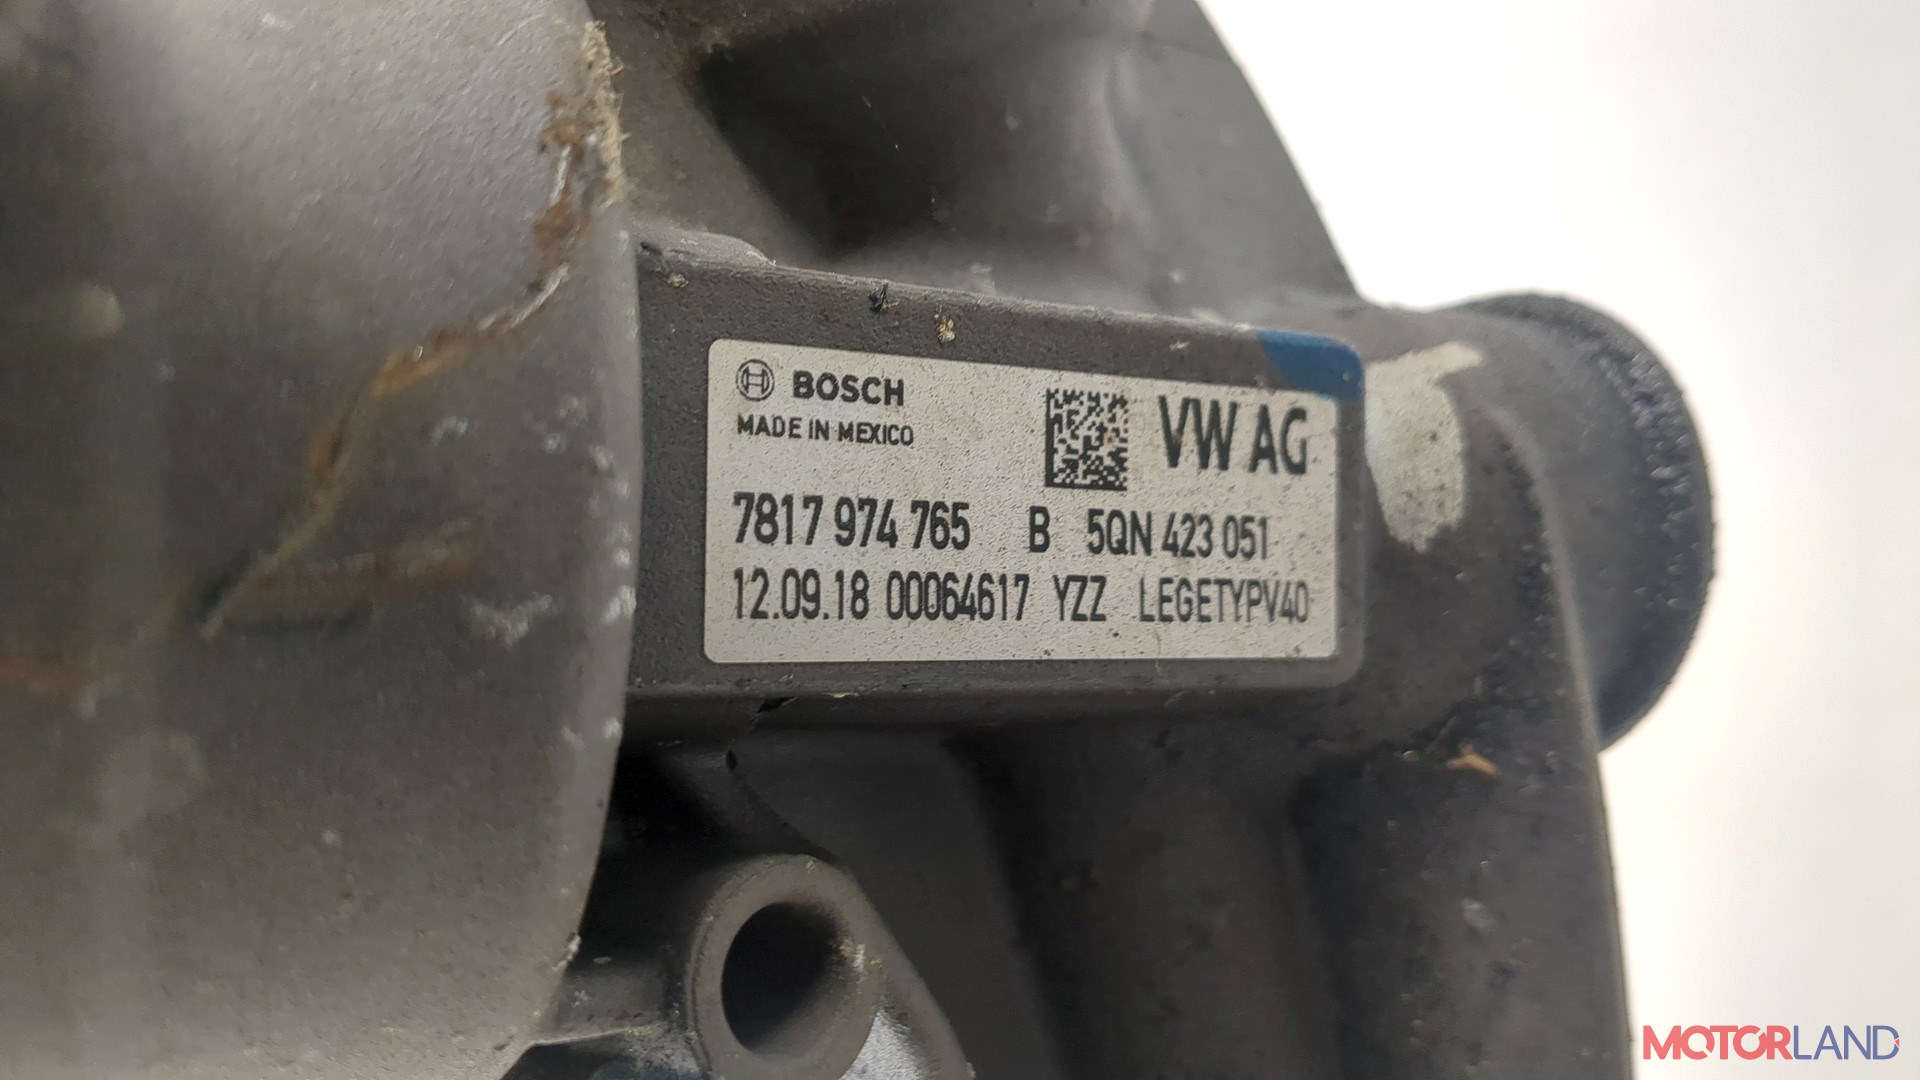 BOSCH
MADE IN MEXICO
VW AG
7817 974 765 B 5QN 423 051
12.09.18 00064617 YZZ LEGETYPV40
MOTORLAND